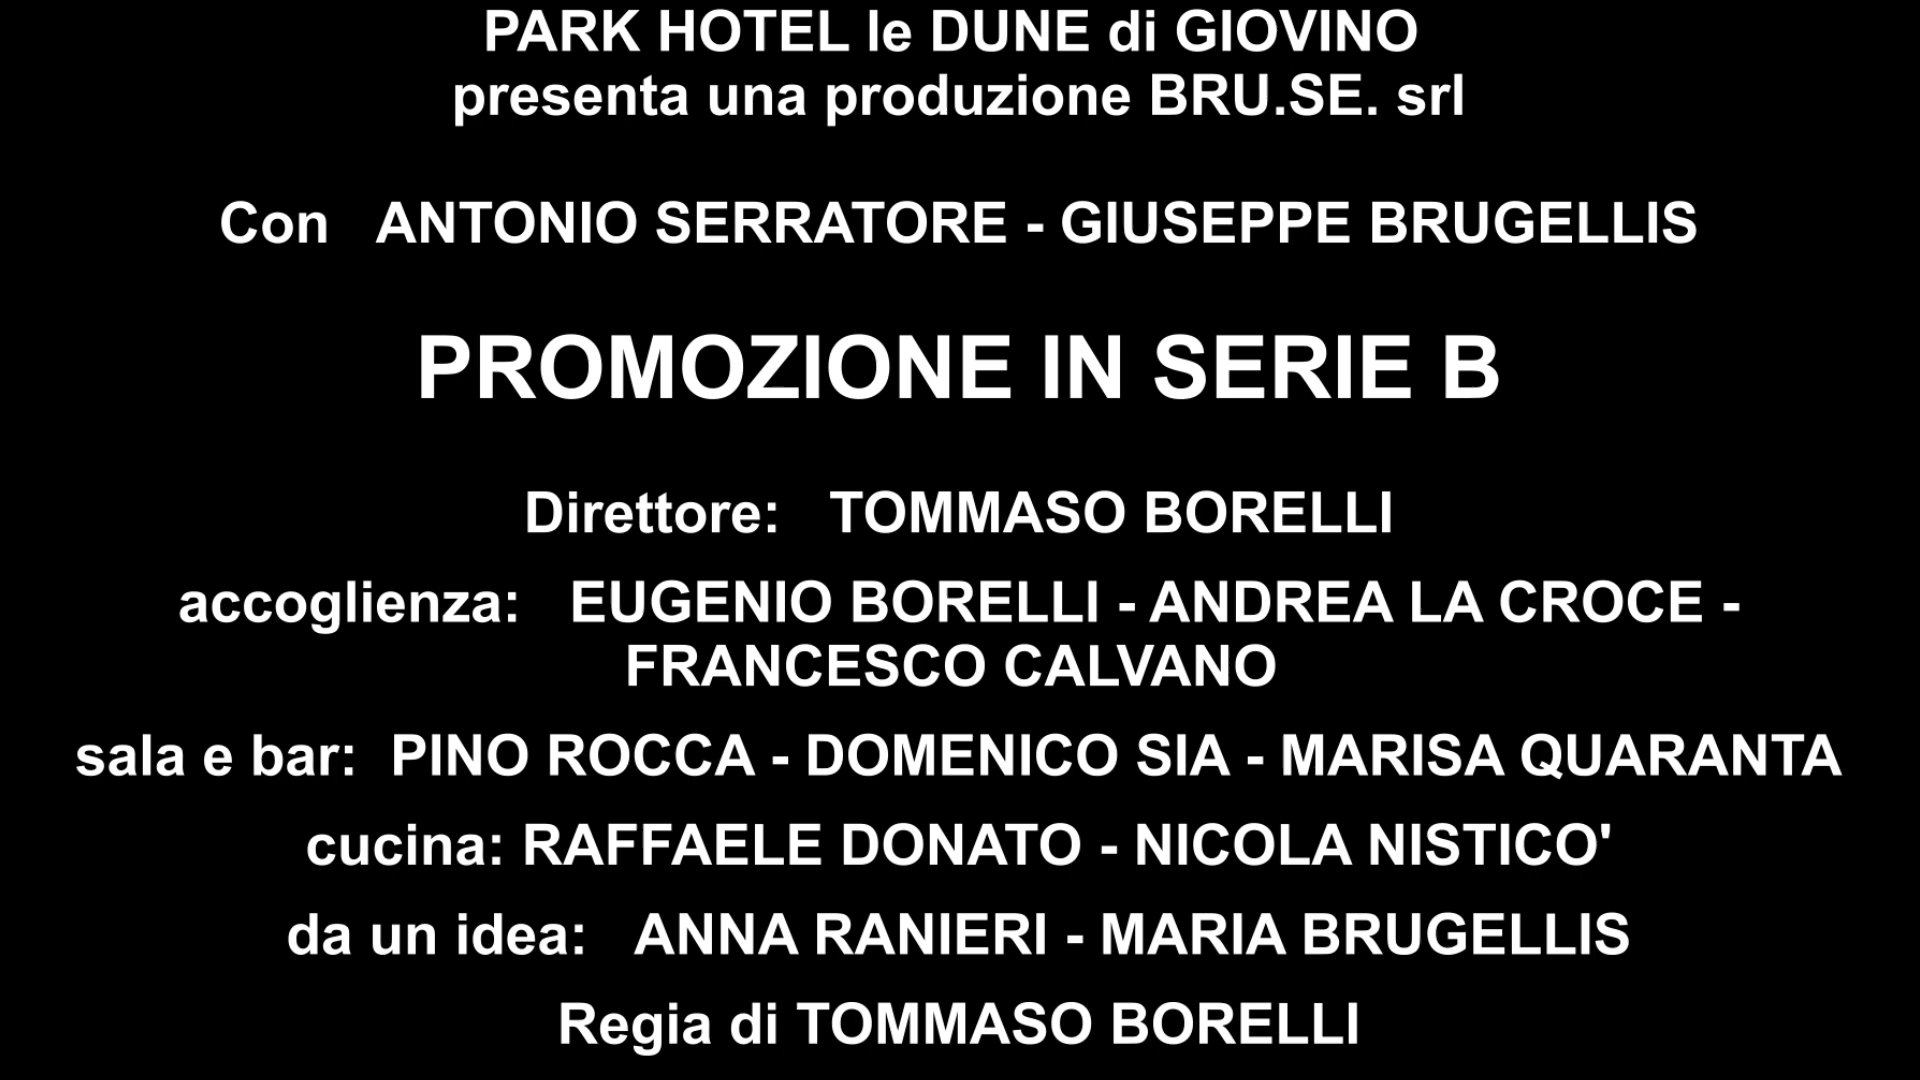 PARK HOTEL le DUNE di GIOVINO
presenta una produzione BRU.SE. srl
Con ANTONIO SERRATORE - GIUSEPPE BRUGELLIS
PROMOZIONE IN SERIE B
Direttore: TOMMASO BORELLI
accoglienza: EUGENIO BORELLI - ANDREA LA CROCE -
FRANCESCO CALVANO
sala e bar: PINO ROCCA - DOMENICO SIA - MARISA QUARANTA
cucina: RAFFAELE DONATO - NICOLA NISTICO'
da un idea: ANNA RANIERI - MARIA BRUGELLIS
Regia di TOMMASO BORELLI